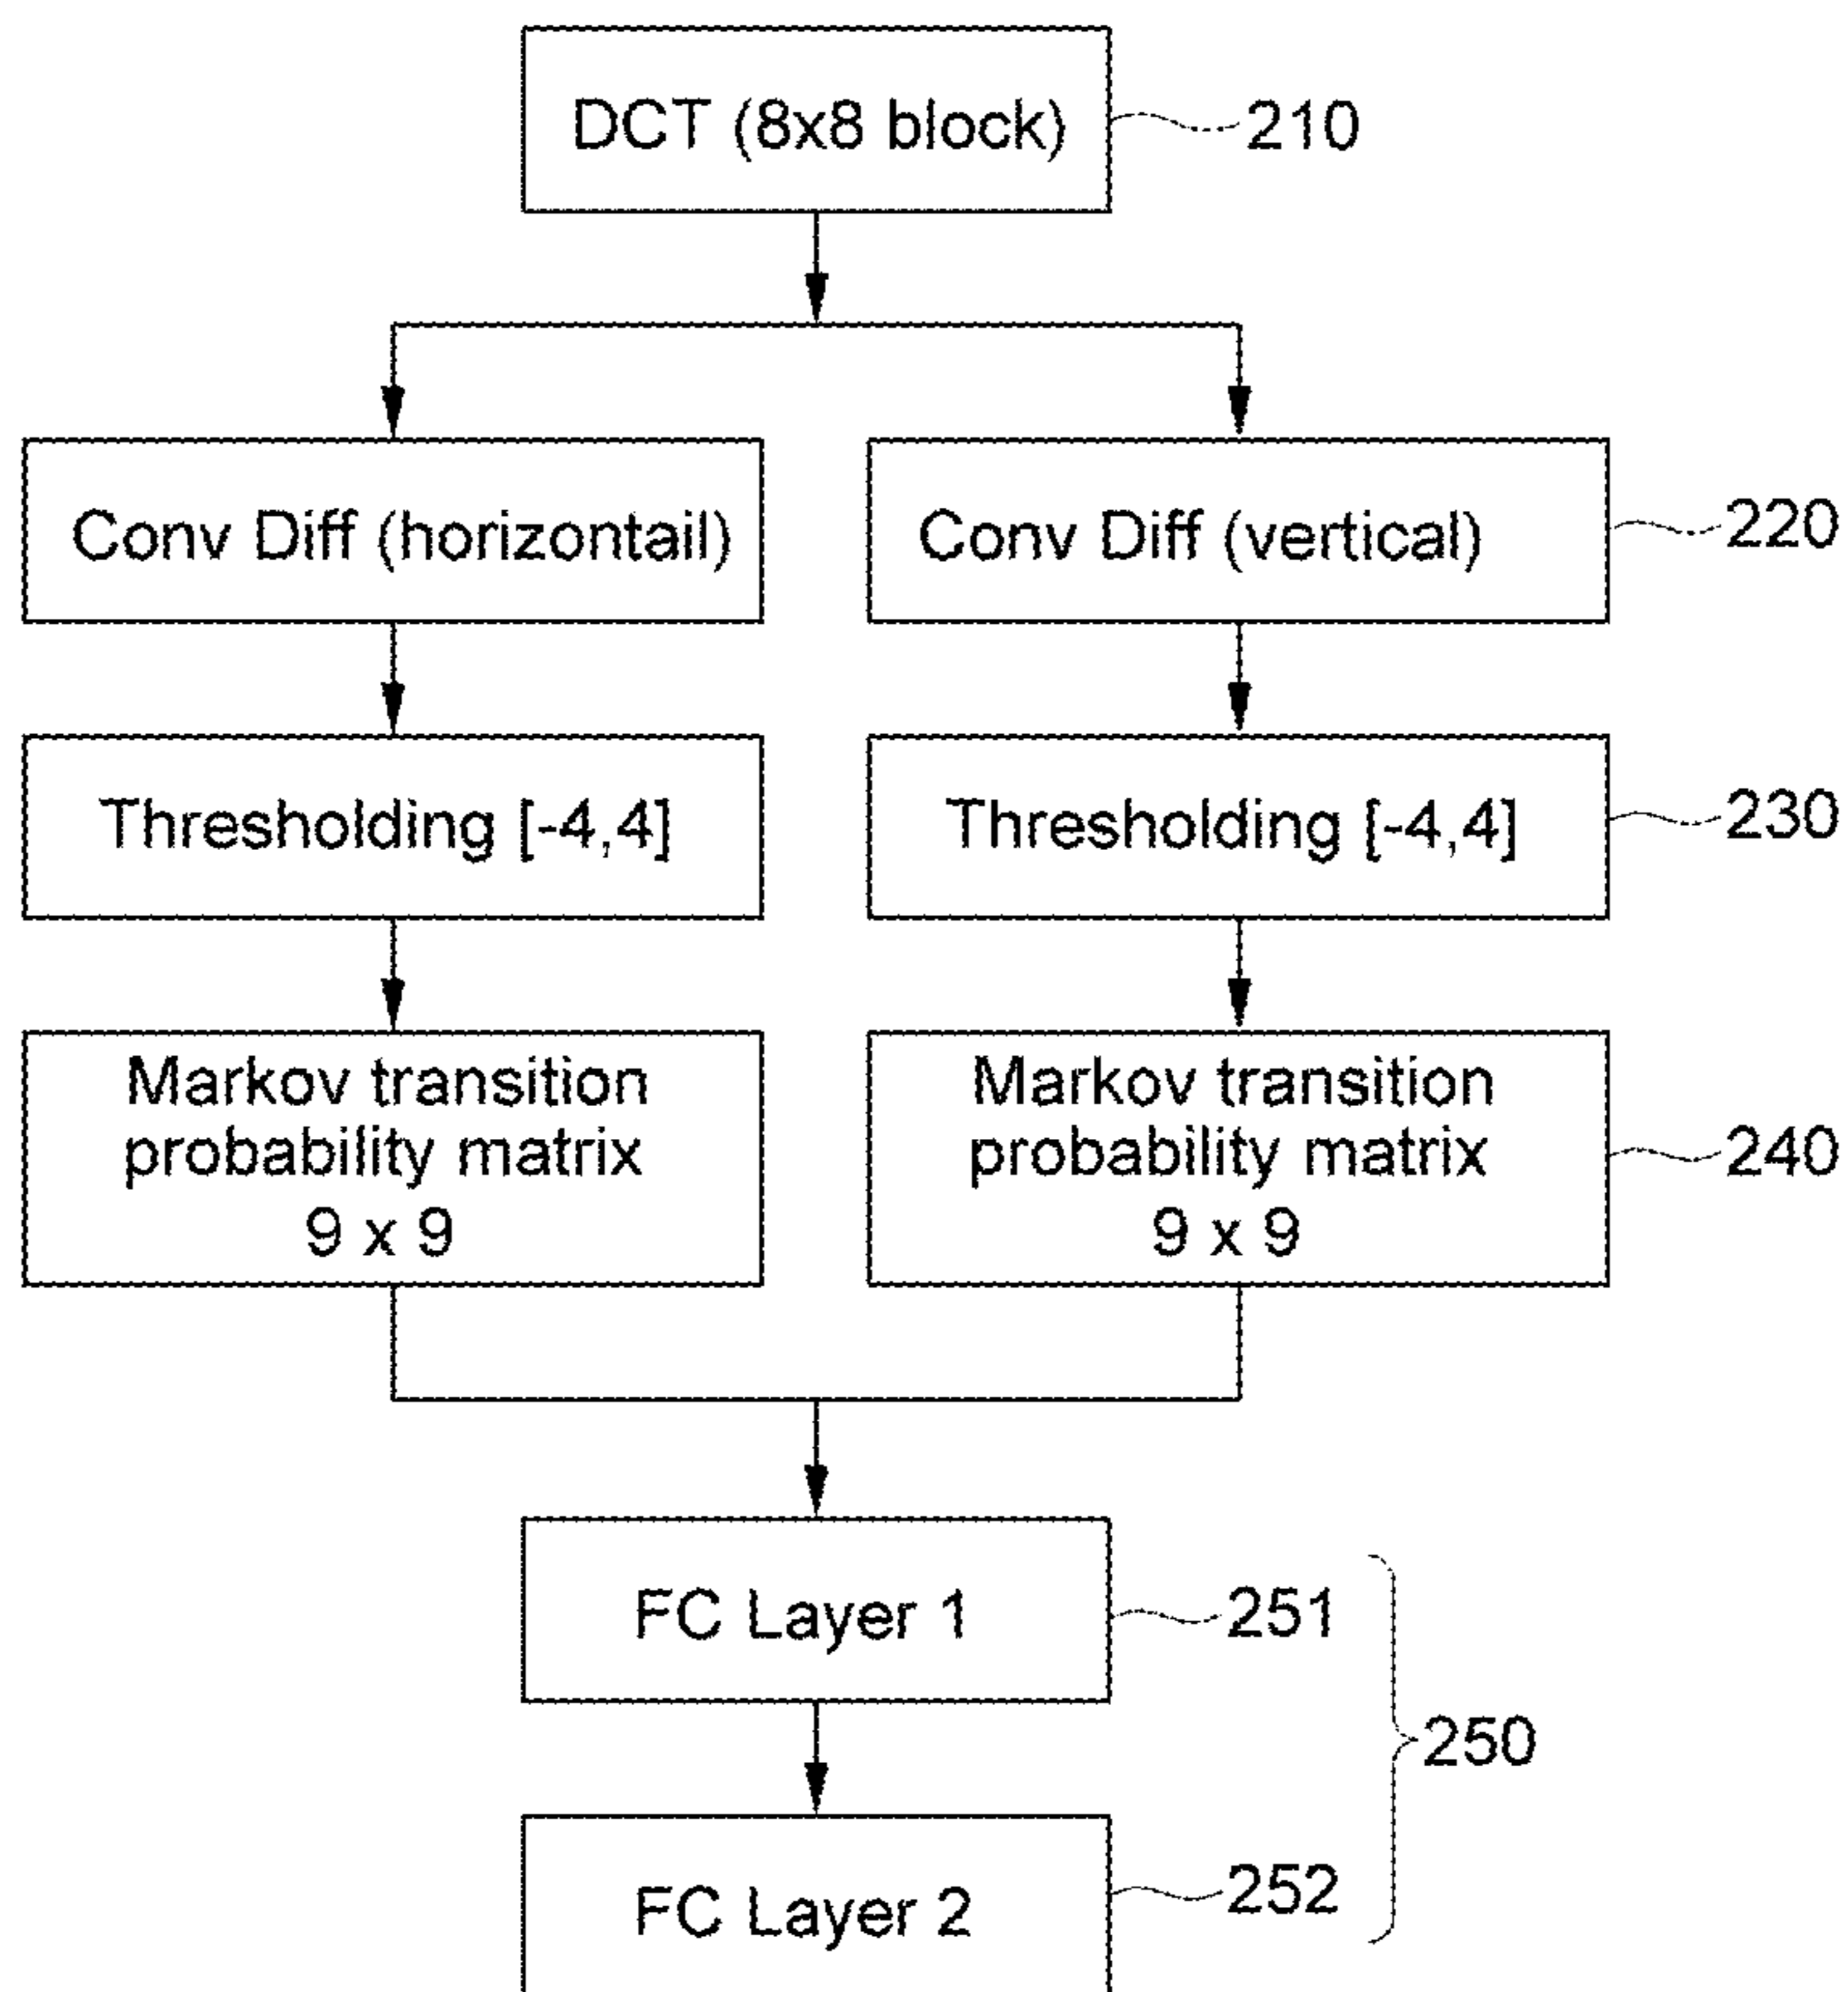 DCT (8x8 block)
210
Conv Diff (horizontail)
Conv Diff (vertical)
220
Thresholding [-4,4]
Thresholding [-4,4]
230
Markov transition
probability matrix
9 x 9
Markov transition
probability matrix
9 x 9
240
FC Layer 1
251
250
FC Layer 2
252